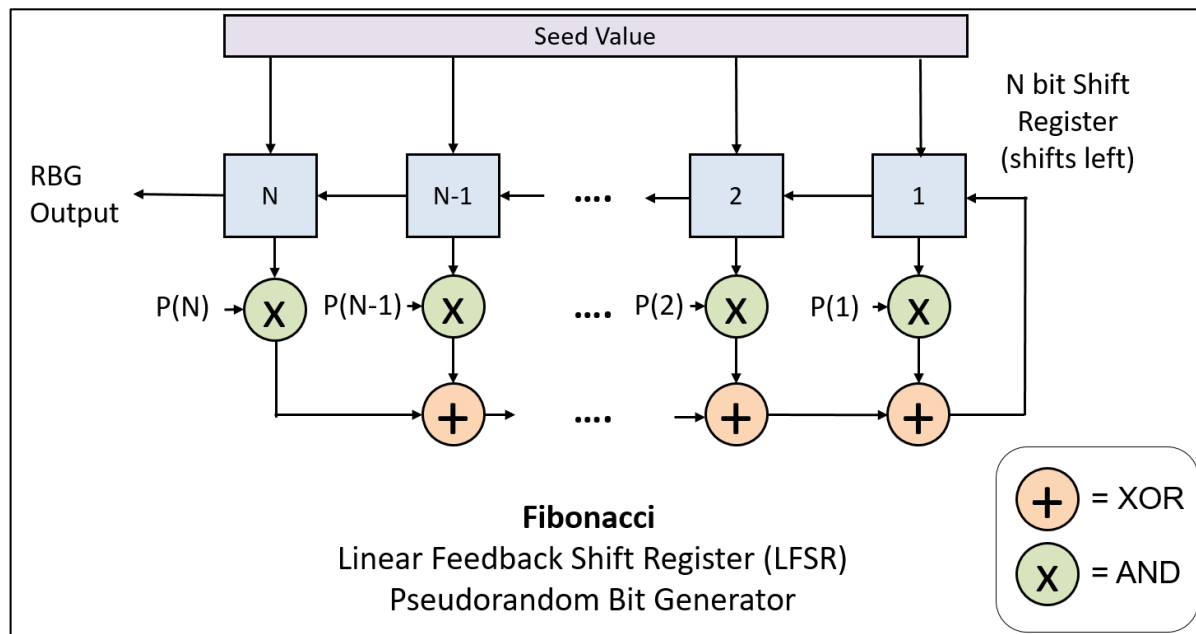 Seed Value
N bit Shift
Register
(shifts left)
RBG
Output
N
N-1
....
2
1
P(N)
X
P(N-1)
X
....
P(2)
X
P(1)
X
+
....
+
+
Fibonacci
Linear Feedback Shift Register (LFSR)
Pseudorandom Bit Generator
+ = XOR
X = AND